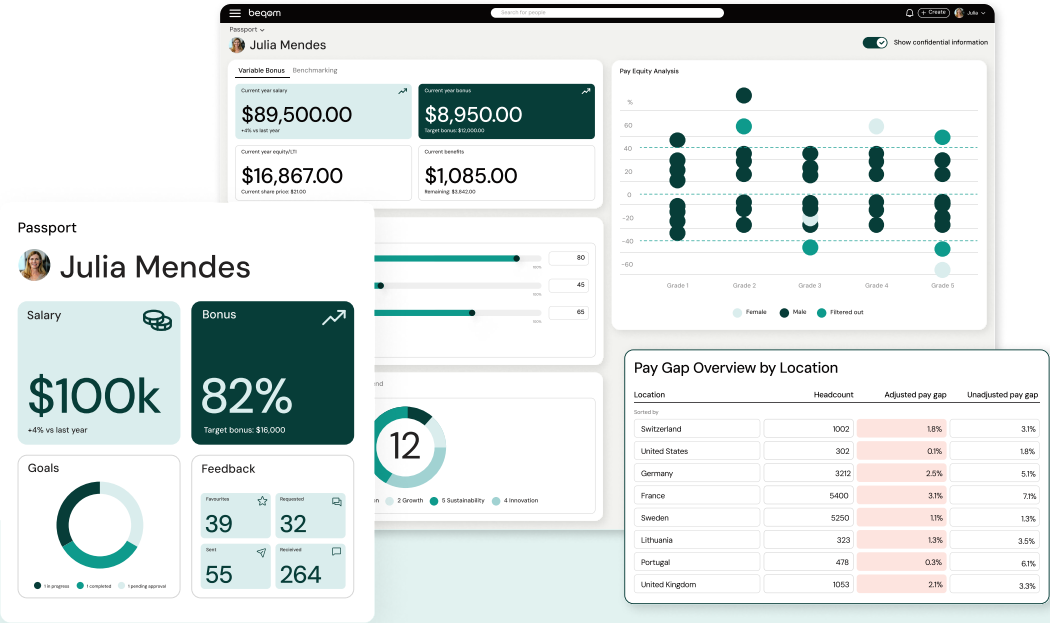 beqom
Search for people
+ Create
Julia
Passport
Julia Mendes
Show confidential information
Variable Bonus
Benchmarking
Current year salary
$89,500.00
+4% vs last year
Current year bonus
$8,950.00
Target bonus: $12,000.00
Current year equity/LTI
$16,867.00
Current share price: $21.00
Current benefits
$1,085.00
Remaining: $3,842.00
Pay Equity Analysis
%
60
40
20
0
-20
-40
-60
Grade 1
Grade 2
Grade 3
Grade 4
Grade 5
Female
Male
Filtered out
80
100%
45
100%
65
100%
12
2 Growth
5 Sustainability
4 Innovation
Passport
Julia Mendes
Salary
$100k
+4% vs last year
Bonus
82%
Target bonus: $16,000
Goals
1 in progress
1 completed
1 pending approval
Feedback
Favourites
39
Requested
32
Sent
55
Received
264
Pay Gap Overview by Location
Location Headcount Adjusted pay gap Unadjusted pay gap
Sorted by
Switzerland 1002 1.8% 3.1%
United States 302 0.1% 1.8%
Germany 3212 2.5% 5.1%
France 5400 3.1% 7.1%
Sweden 5250 1.1% 1.3%
Lithuania 323 1.3% 3.5%
Portugal 478 0.3% 6.1%
United Kingdom 1053 2.1% 3.3%